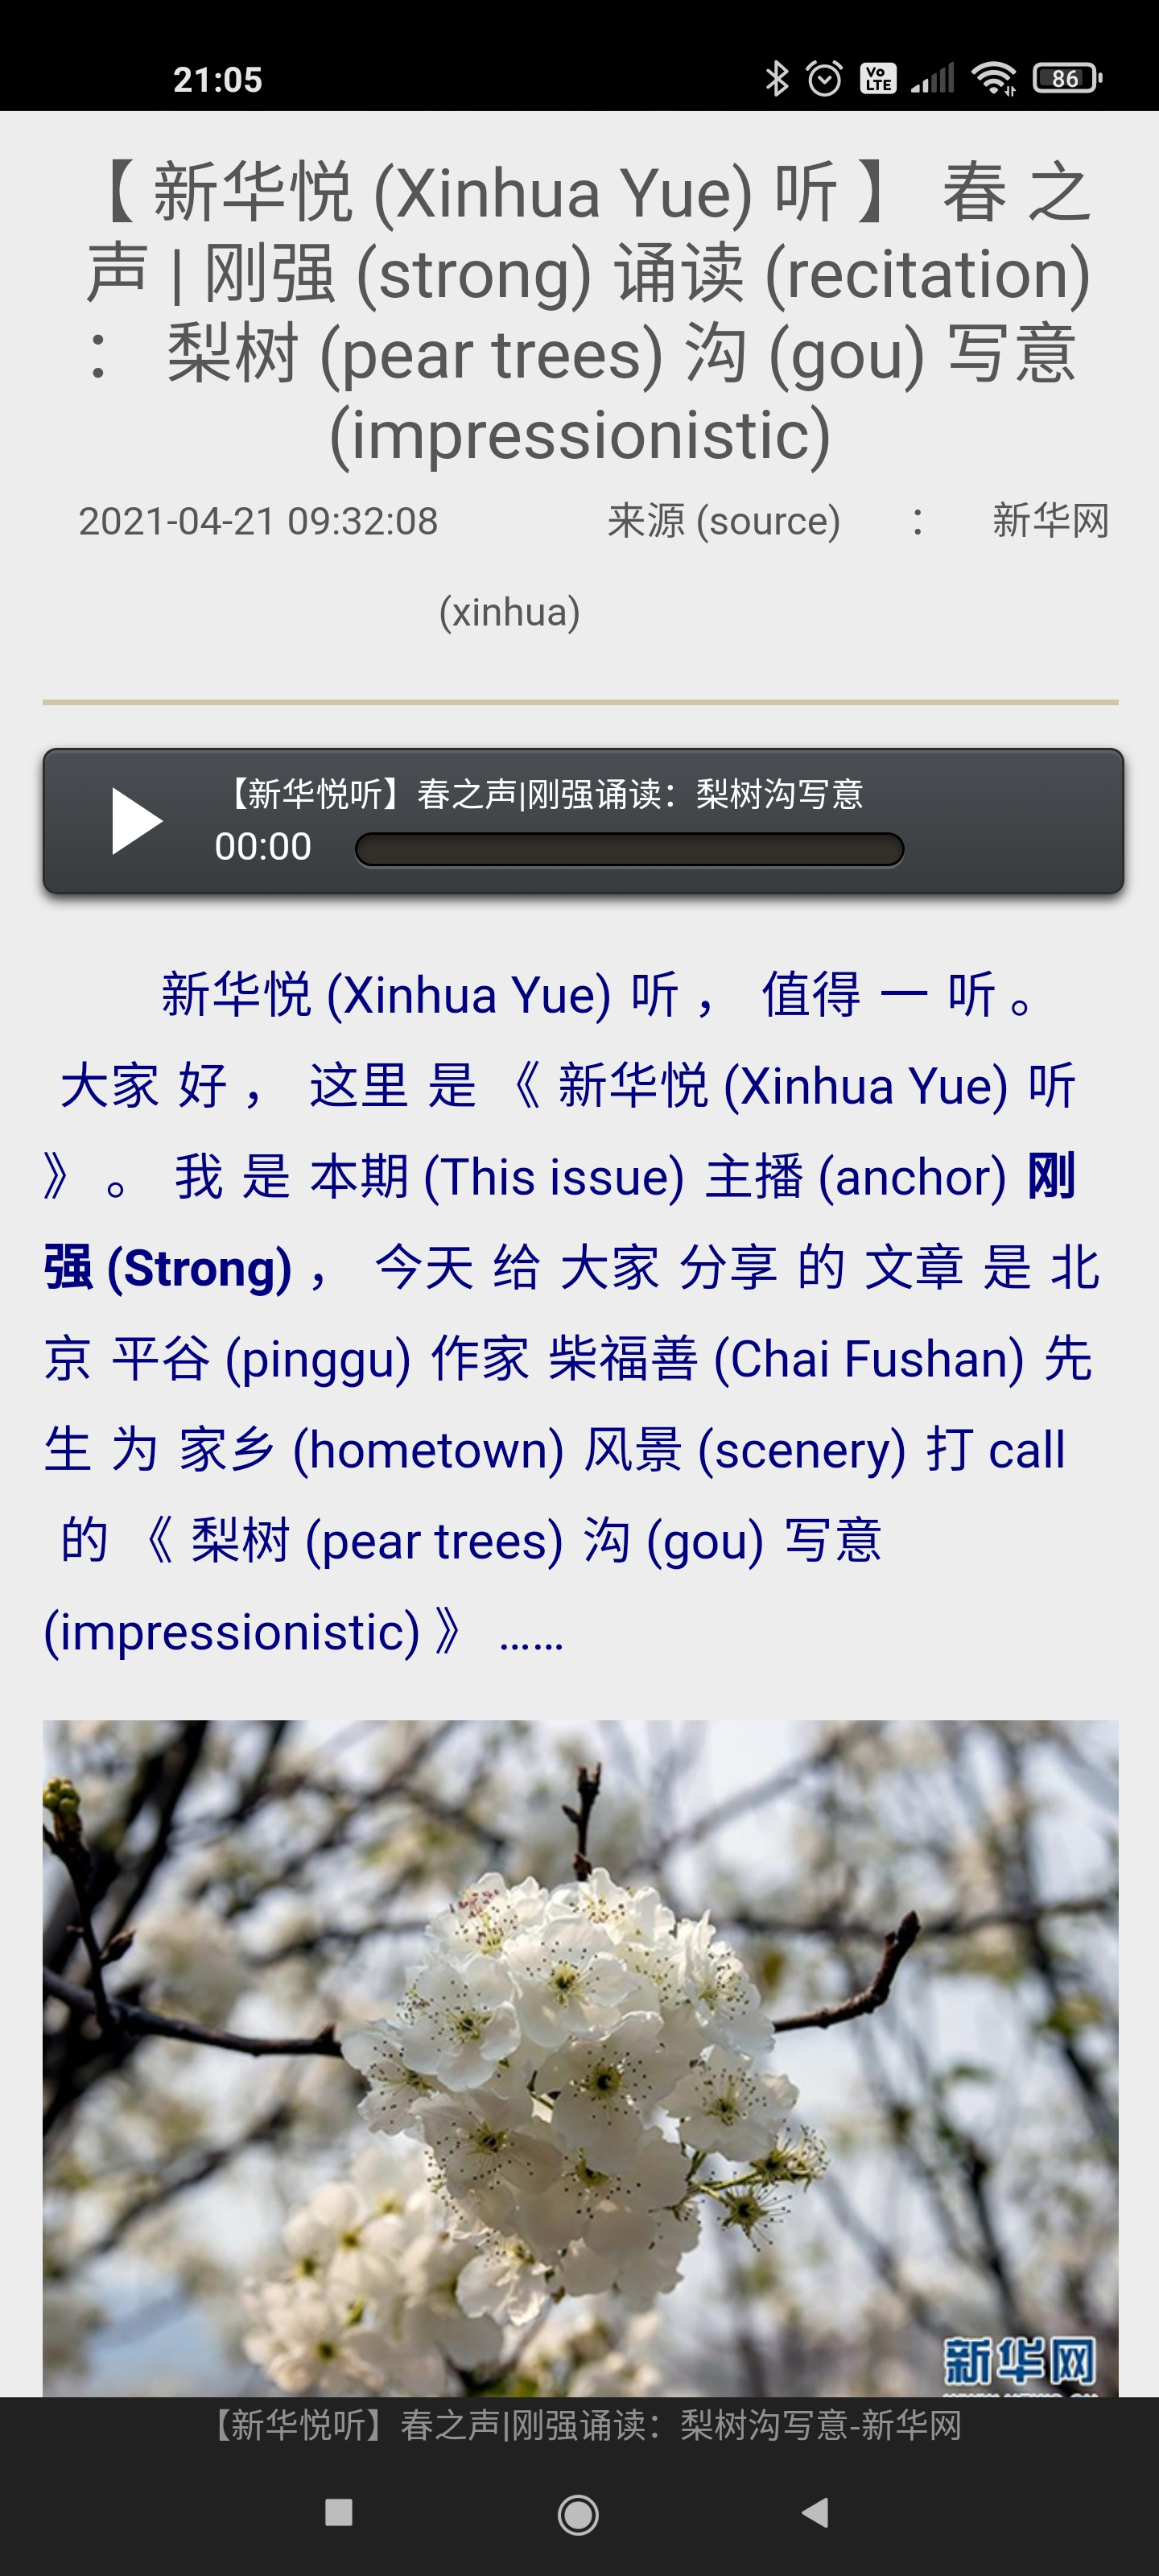 21:05
Vo LTE
86
【 新华悦 (Xinhua Yue) 听 】 春 之
声 | 刚强 (strong) 诵读 (recitation)
： 梨树 (pear trees) 沟 (gou) 写意
(impressionistic)
2021-04-21 09:32:08 来源 (source) ： 新华网
(xinhua)
【新华悦听】春之声|刚强诵读：梨树沟写意
00:00
新华悦 (Xinhua Yue) 听 ， 值得 一 听 。
大家 好 ， 这里 是 《 新华悦 (Xinhua Yue) 听
》 。 我 是 本期 (This issue) 主播 (anchor) 刚
强 (Strong) ， 今天 给 大家 分享 的 文章 是 北
京 平谷 (pinggu) 作家 柴福善 (Chai Fushan) 先
生 为 家乡 (hometown) 风景 (scenery) 打 call
的 《 梨树 (pear trees) 沟 (gou) 写意
(impressionistic) 》 ……
新华网
【新华悦听】春之声|刚强诵读：梨树沟写意-新华网